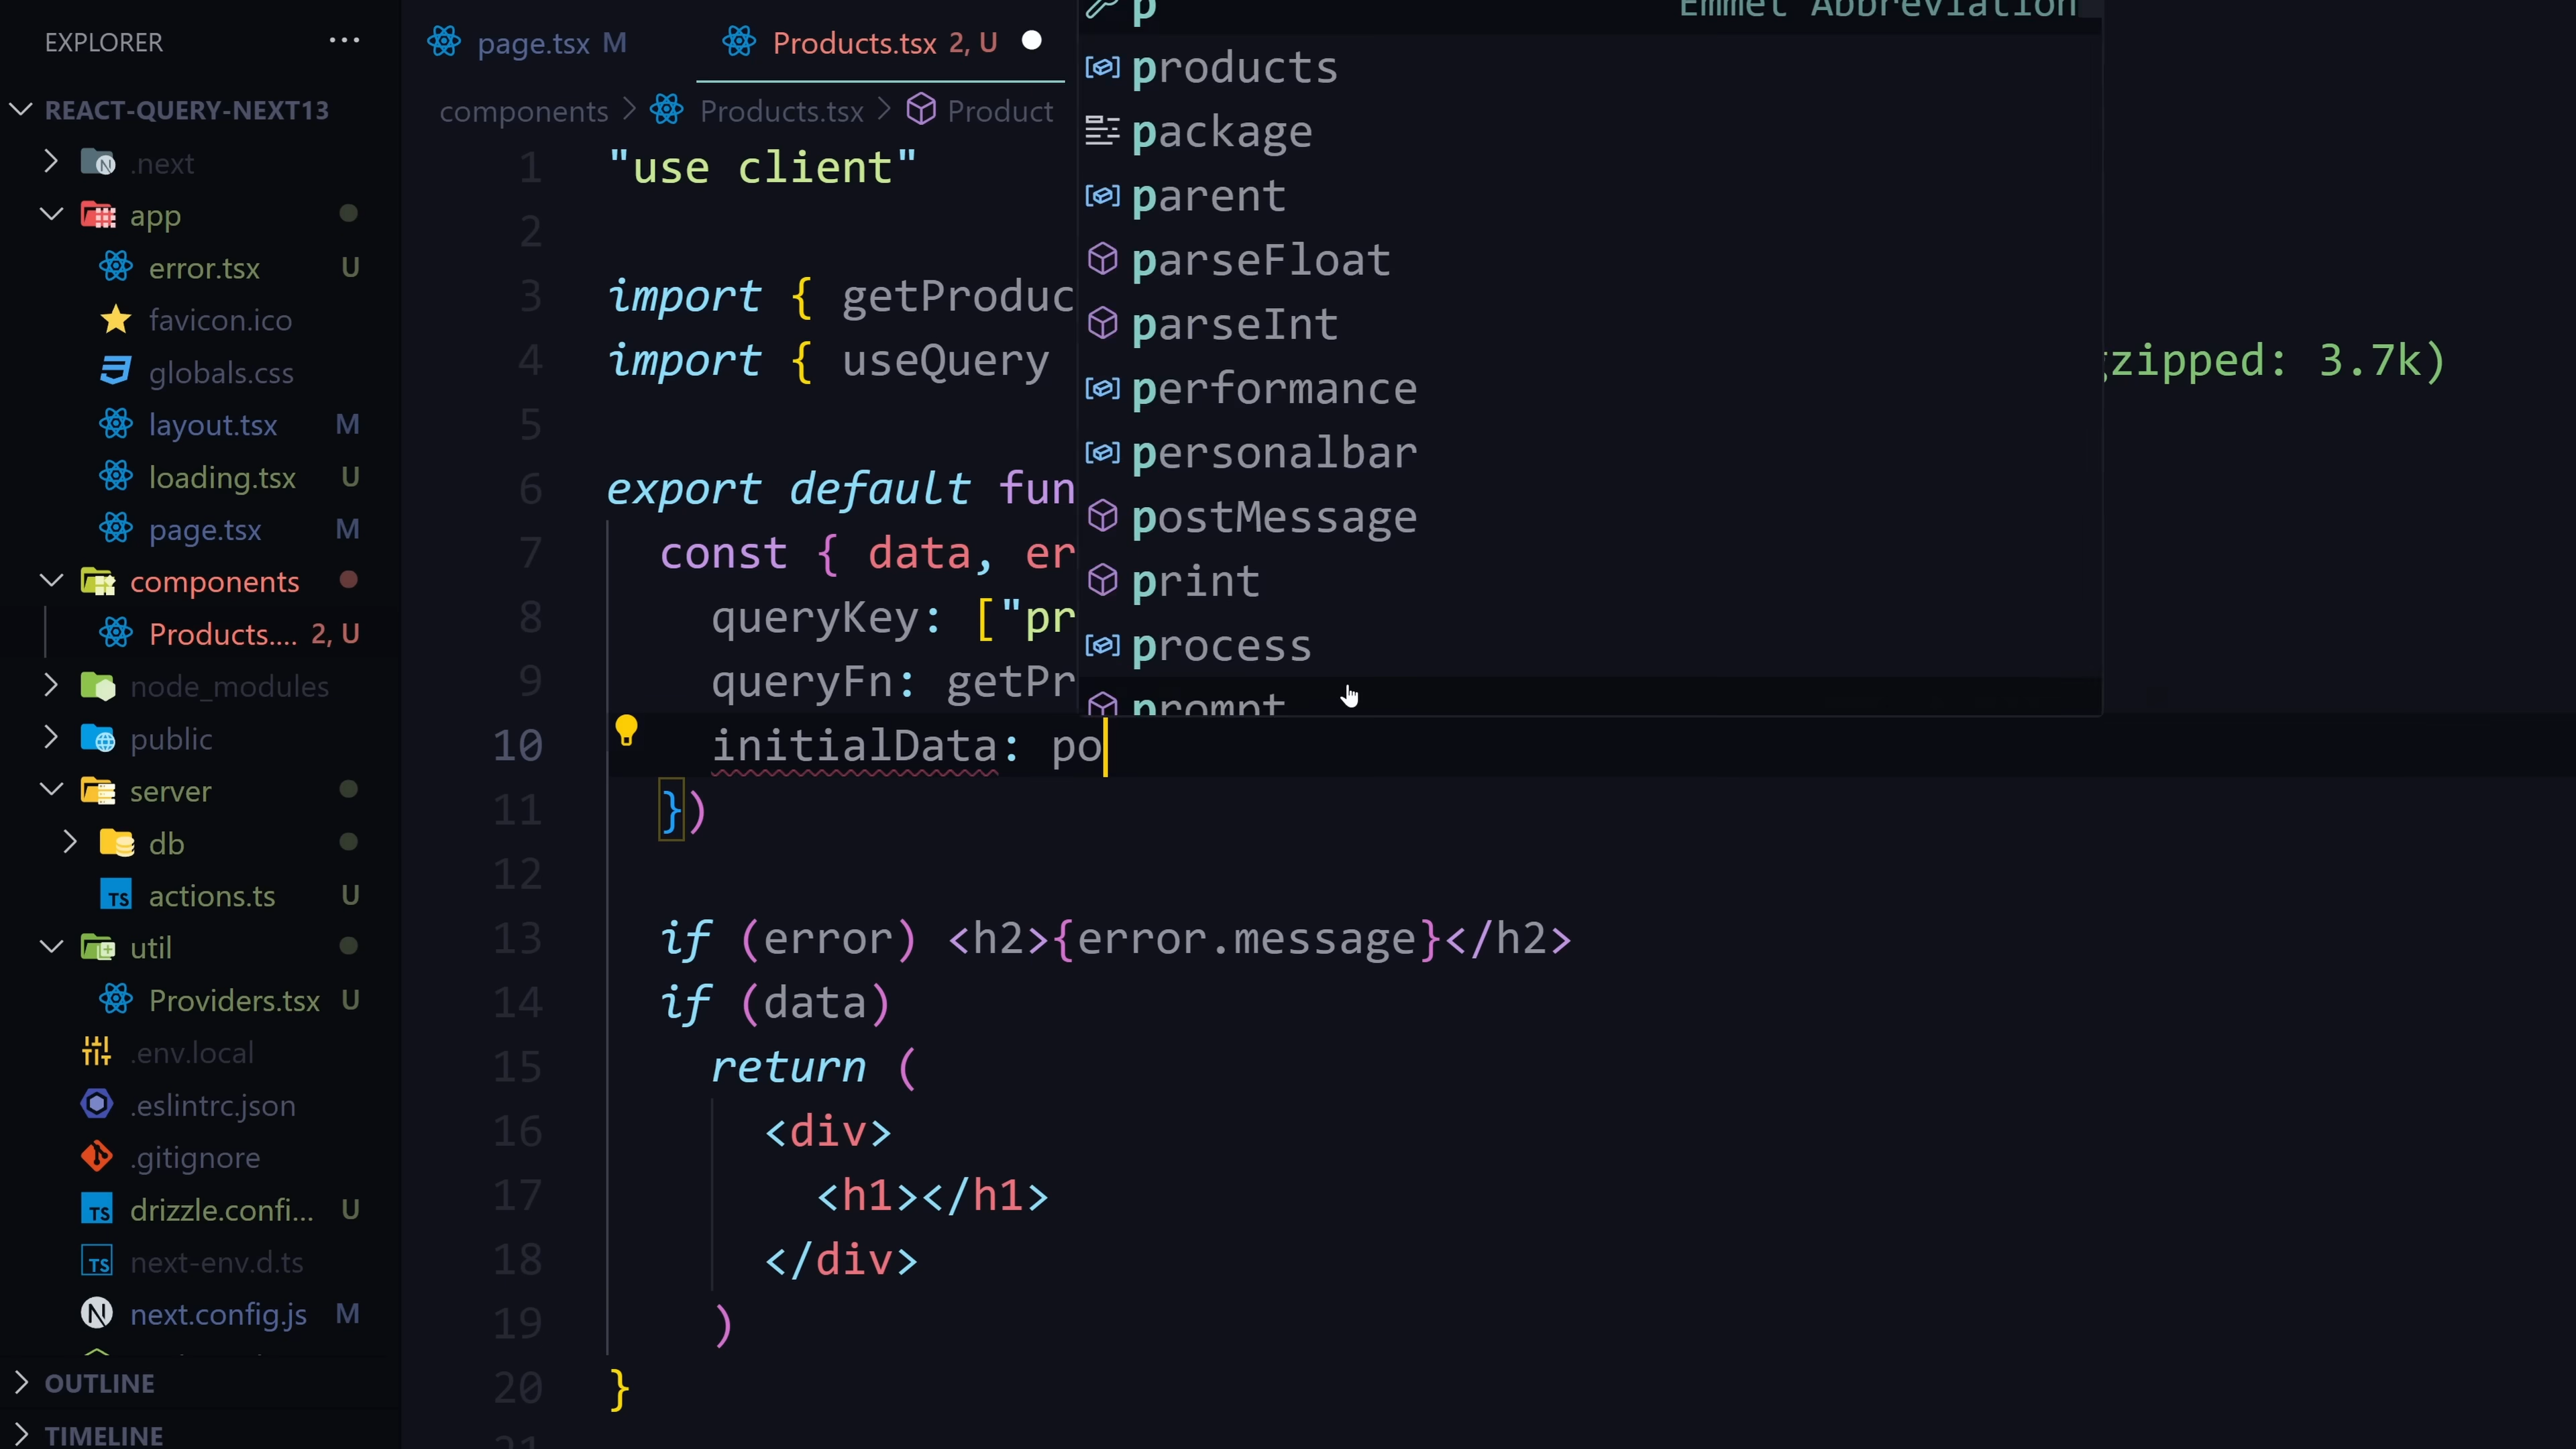 EXPLORER ...
REACT-QUERY-NEXT13
.next
app
error.tsx U
favicon.ico
globals.css
layout.tsx M
loading.tsx U
page.tsx M
components
Products.... 2, U
node_modules
public
server
db
actions.ts U
util
Providers.tsx U
.env.local
.eslintrc.json
.gitignore
drizzle.confi... U
next-env.d.ts
next.config.js M
OUTLINE
TIMELINE
page.tsx M
Products.tsx 2, U
components > Products.tsx > Product
1 "use client"
2
3 import { getProduc
4 import { useQuery gzipped: 3.7k)
5
6 export default fun
7 const { data, er
8 queryKey: ["pr
9 queryFn: getPr
10 initialData: po
11 })
12
13 if (error) <h2>{error.message}</h2>
14 if (data)
15 return (
16 <div>
17 <h1></h1>
18 </div>
19 )
20 }
21
p Emmet Abbreviation
products
package
parent
parseFloat
parseInt
performance
personalbar
postMessage
print
process
prompt